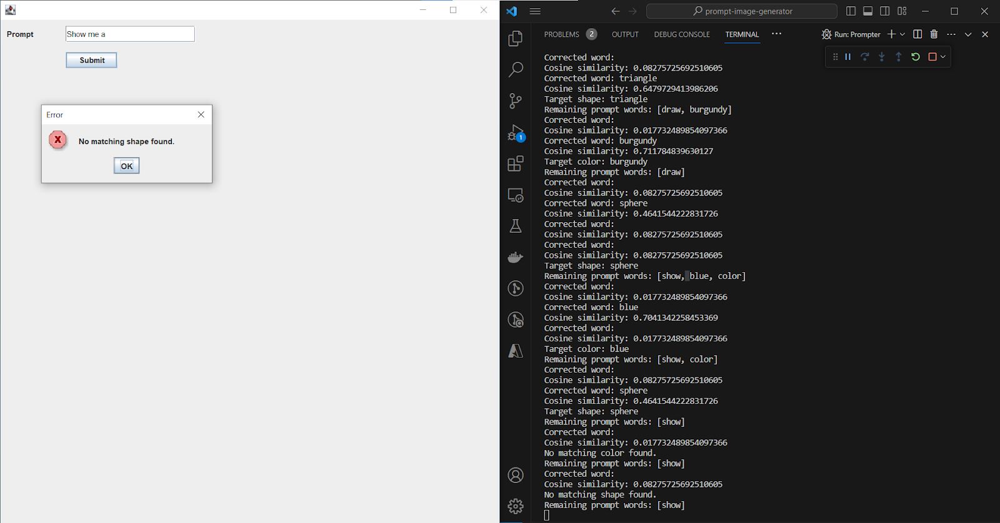 Prompt
Show me a
Submit
Error
No matching shape found.
OK
prompt-image-generator
PROBLEMS 2 OUTPUT DEBUG CONSOLE TERMINAL ... Run: Prompter
1
Corrected word:
Cosine similarity: 0.08275725692510605
Corrected word: triangle
Cosine similarity: 0.6479729413986206
Target shape: triangle
Remaining prompt words: [draw, burgundy]
Corrected word:
Cosine similarity: 0.017732489854097366
Corrected word: burgundy
Cosine similarity: 0.711784839630127
Target color: burgundy
Remaining prompt words: [draw]
Corrected word:
Cosine similarity: 0.08275725692510605
Corrected word: sphere
Cosine similarity: 0.4641544222831726
Corrected word:
Cosine similarity: 0.08275725692510605
Corrected word:
Cosine similarity: 0.08275725692510605
Target shape: sphere
Remaining prompt words: [show, blue, color]
Corrected word:
Cosine similarity: 0.017732489854097366
Corrected word: blue
Cosine similarity: 0.7041342258453369
Corrected word:
Cosine similarity: 0.017732489854097366
Target color: blue
Remaining prompt words: [show, color]
Corrected word:
Cosine similarity: 0.08275725692510605
Corrected word: sphere
Cosine similarity: 0.4641544222831726
Target shape: sphere
Remaining prompt words: [show]
Corrected word:
Cosine similarity: 0.017732489854097366
No matching color found.
Remaining prompt words: [show]
Corrected word:
Cosine similarity: 0.08275725692510605
No matching shape found.
Remaining prompt words: [show]